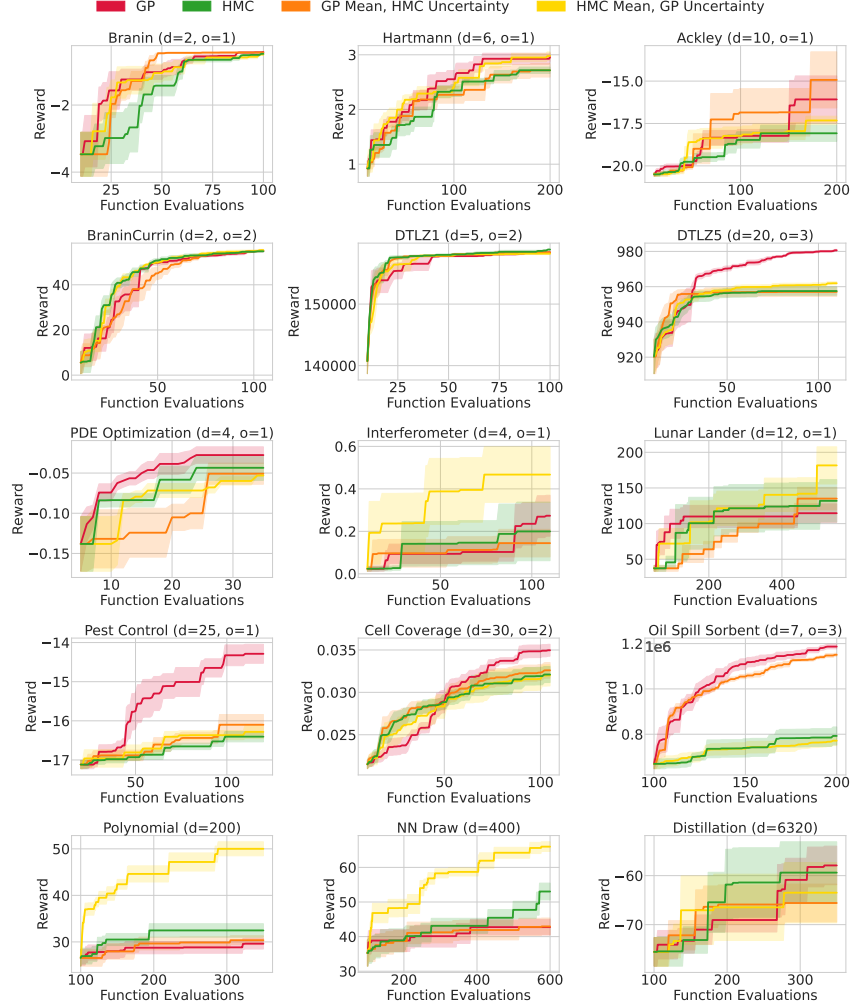 GP HMC GP Mean, HMC Uncertainty HMC Mean, GP Uncertainty
Branin (d=2, o=1)
Reward
−2
−4
25 50 75 100
Function Evaluations
Hartmann (d=6, o=1)
Reward
3
2
1
100 200
Function Evaluations
Ackley (d=10, o=1)
Reward
−15.0
−17.5
−20.0
100 200
Function Evaluations
BraninCurrin (d=2, o=2)
Reward
40
20
0
50 100
Function Evaluations
DTLZ1 (d=5, o=2)
Reward
150000
140000
25 50 75 100
Function Evaluations
DTLZ5 (d=20, o=3)
Reward
980
960
940
920
50 100
Function Evaluations
PDE Optimization (d=4, o=1)
Reward
−0.05
−0.10
−0.15
10 20 30
Function Evaluations
Interferometer (d=4, o=1)
Reward
0.6
0.4
0.2
0.0
50 100
Function Evaluations
Lunar Lander (d=12, o=1)
Reward
200
150
100
50
200 400
Function Evaluations
Pest Control (d=25, o=1)
Reward
−14
−15
−16
−17
50 100
Function Evaluations
Cell Coverage (d=30, o=2)
Reward
0.035
0.030
0.025
50 100
Function Evaluations
Oil Spill Sorbent (d=7, o=3)
1e6
Reward
1.2
1.0
0.8
100 150 200
Function Evaluations
Polynomial (d=200)
Reward
50
40
30
100 200 300
Function Evaluations
NN Draw (d=400)
Reward
60
50
40
30
200 400 600
Function Evaluations
Distillation (d=6320)
Reward
−60
−70
100 200 300
Function Evaluations